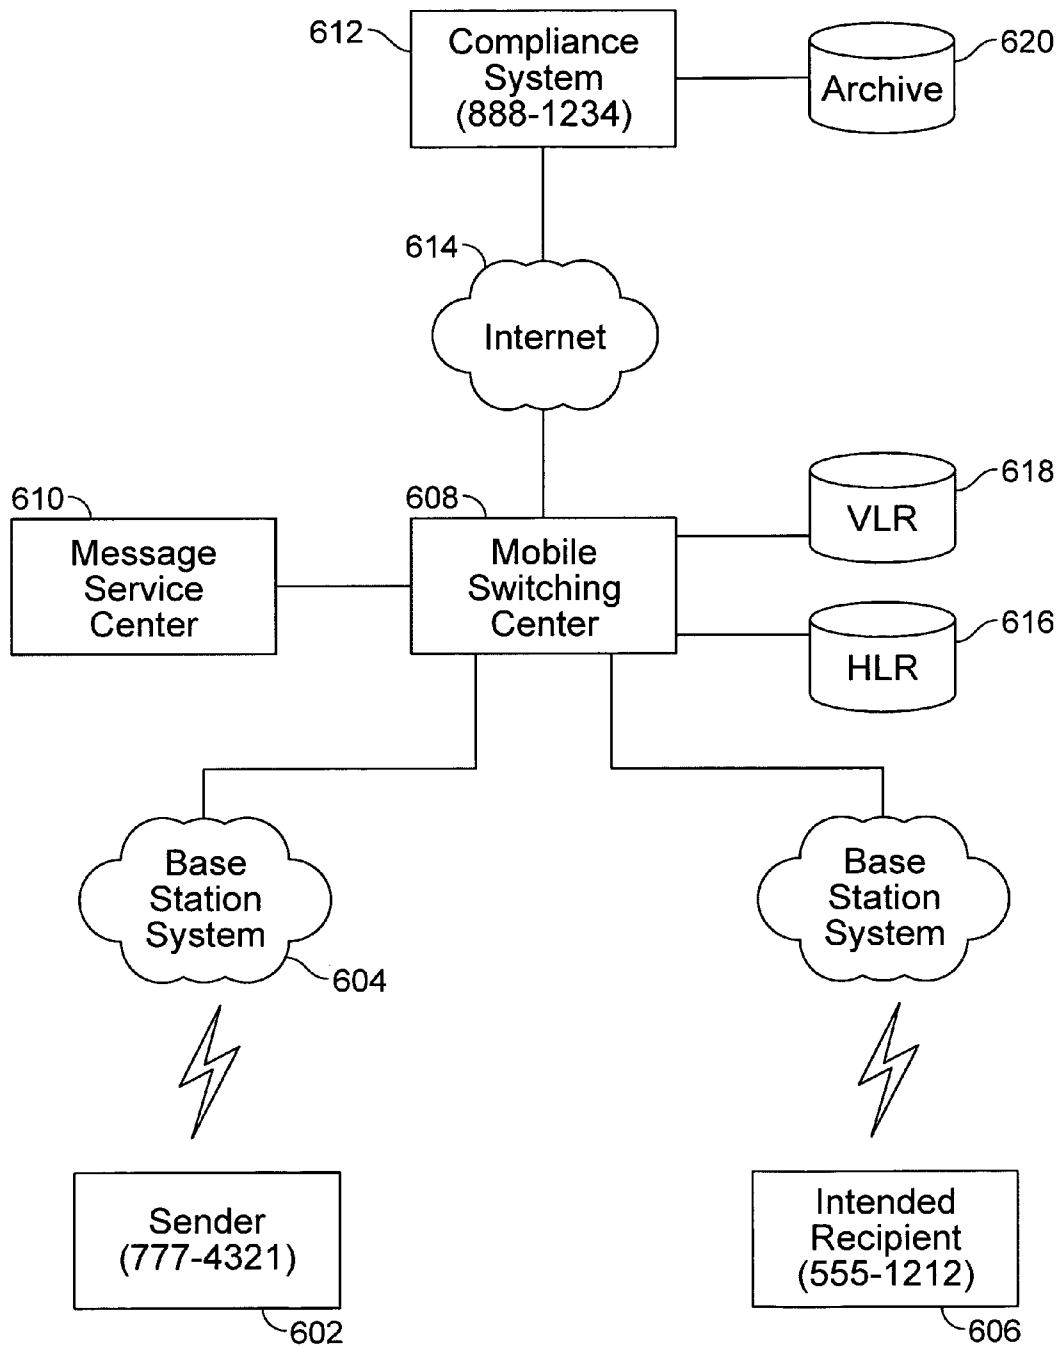 612
Compliance
System
(888-1234)
Archive
620
614
Internet
610
Message
Service
Center
608
Mobile
Switching
Center
VLR
618
HLR
616
Base
Station
System
604
Base
Station
System
Sender
(777-4321)
602
Intended
Recipient
(555-1212)
606